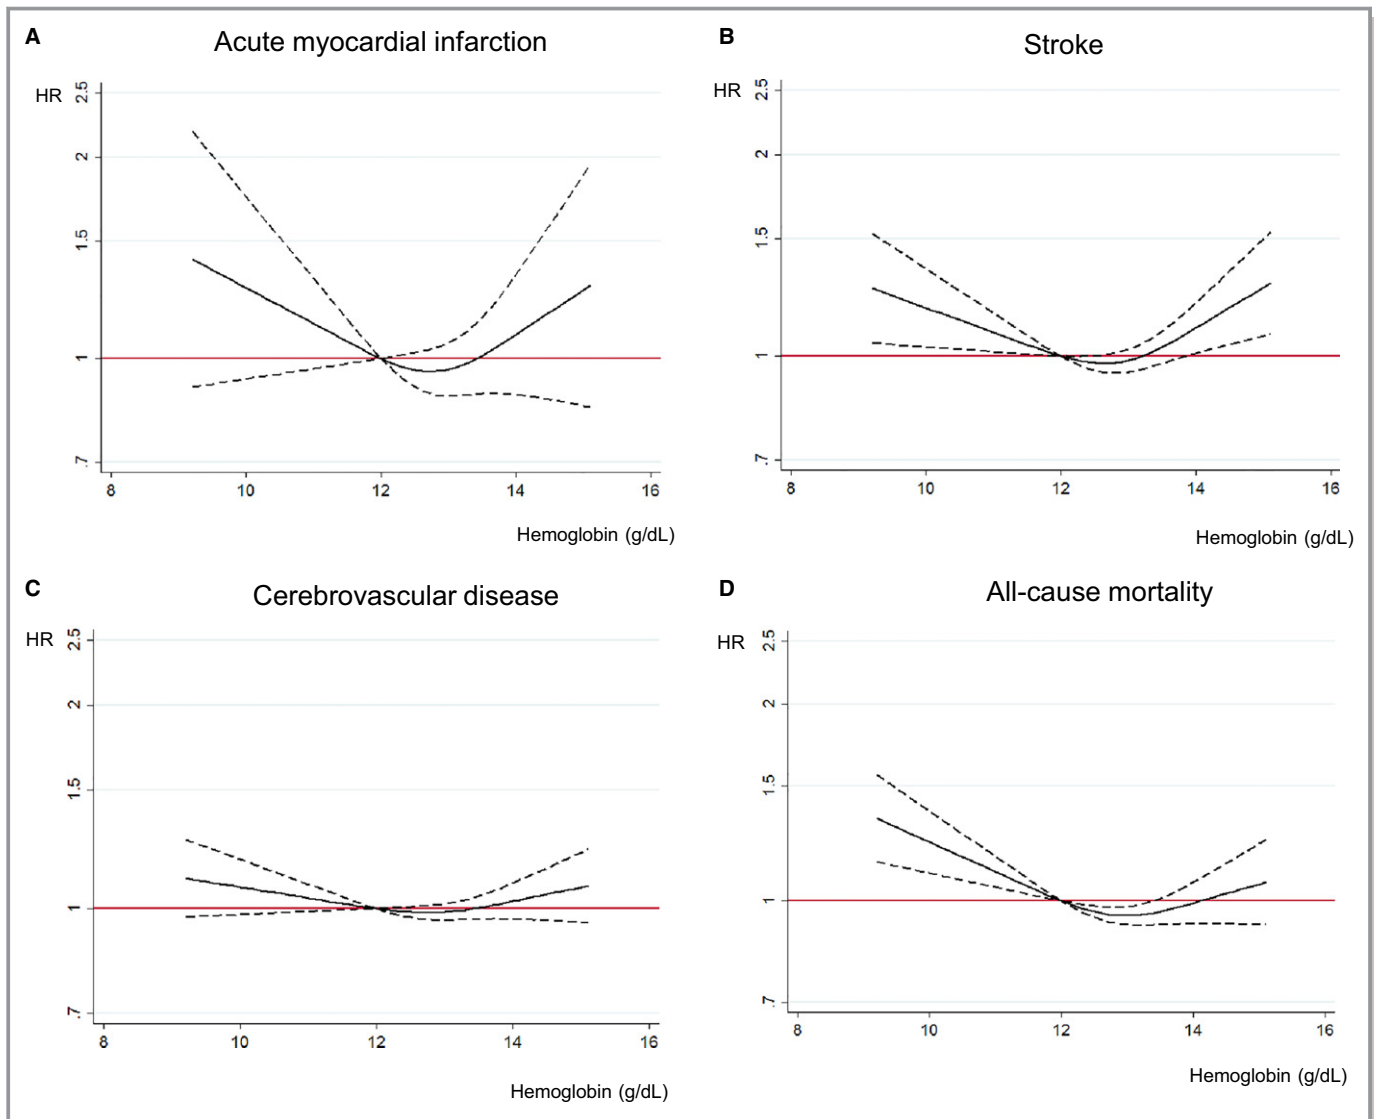 A
Acute myocardial infarction
HR
2.5
2
1.5
1
.7
8 10 12 14 16
Hemoglobin (g/dL)
B
Stroke
HR
2.5
2
1.5
1
.7
8 10 12 14 16
Hemoglobin (g/dL)
C
Cerebrovascular disease
HR
2.5
2
1.5
1
.7
8 10 12 14 16
Hemoglobin (g/dL)
D
All-cause mortality
HR
2.5
2
1.5
1
.7
8 10 12 14 16
Hemoglobin (g/dL)